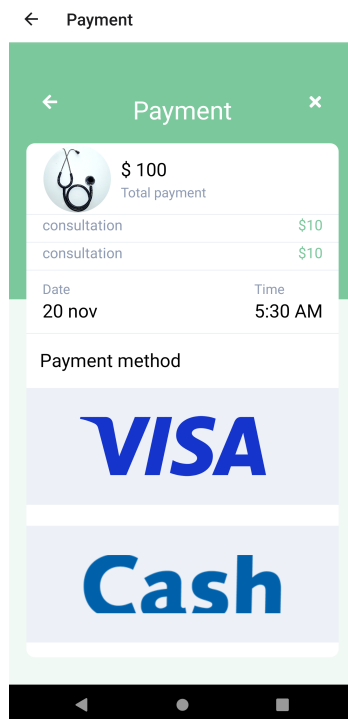 Payment
Payment
$ 100
Total payment
consultation $10
consultation $10
Date Time
20 nov 5:30 AM
Payment method
VISA
Cash